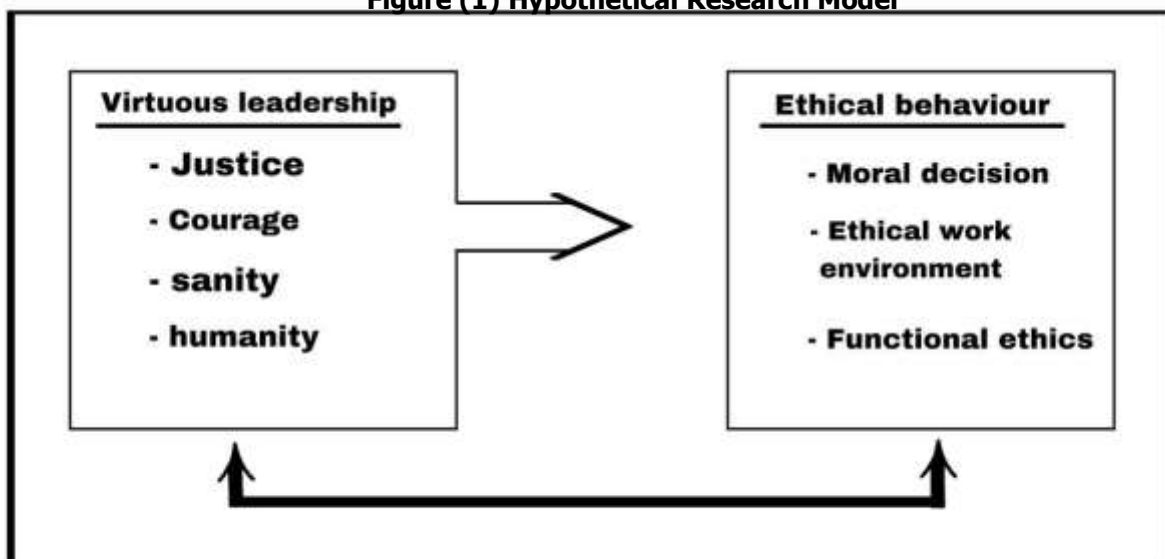 Figure (1) Hypothetical Research Model
Virtuous leadership
- Justice
- Courage
- sanity
- humanity
Ethical behaviour
- Moral decision
- Ethical work
environment
- Functional ethics